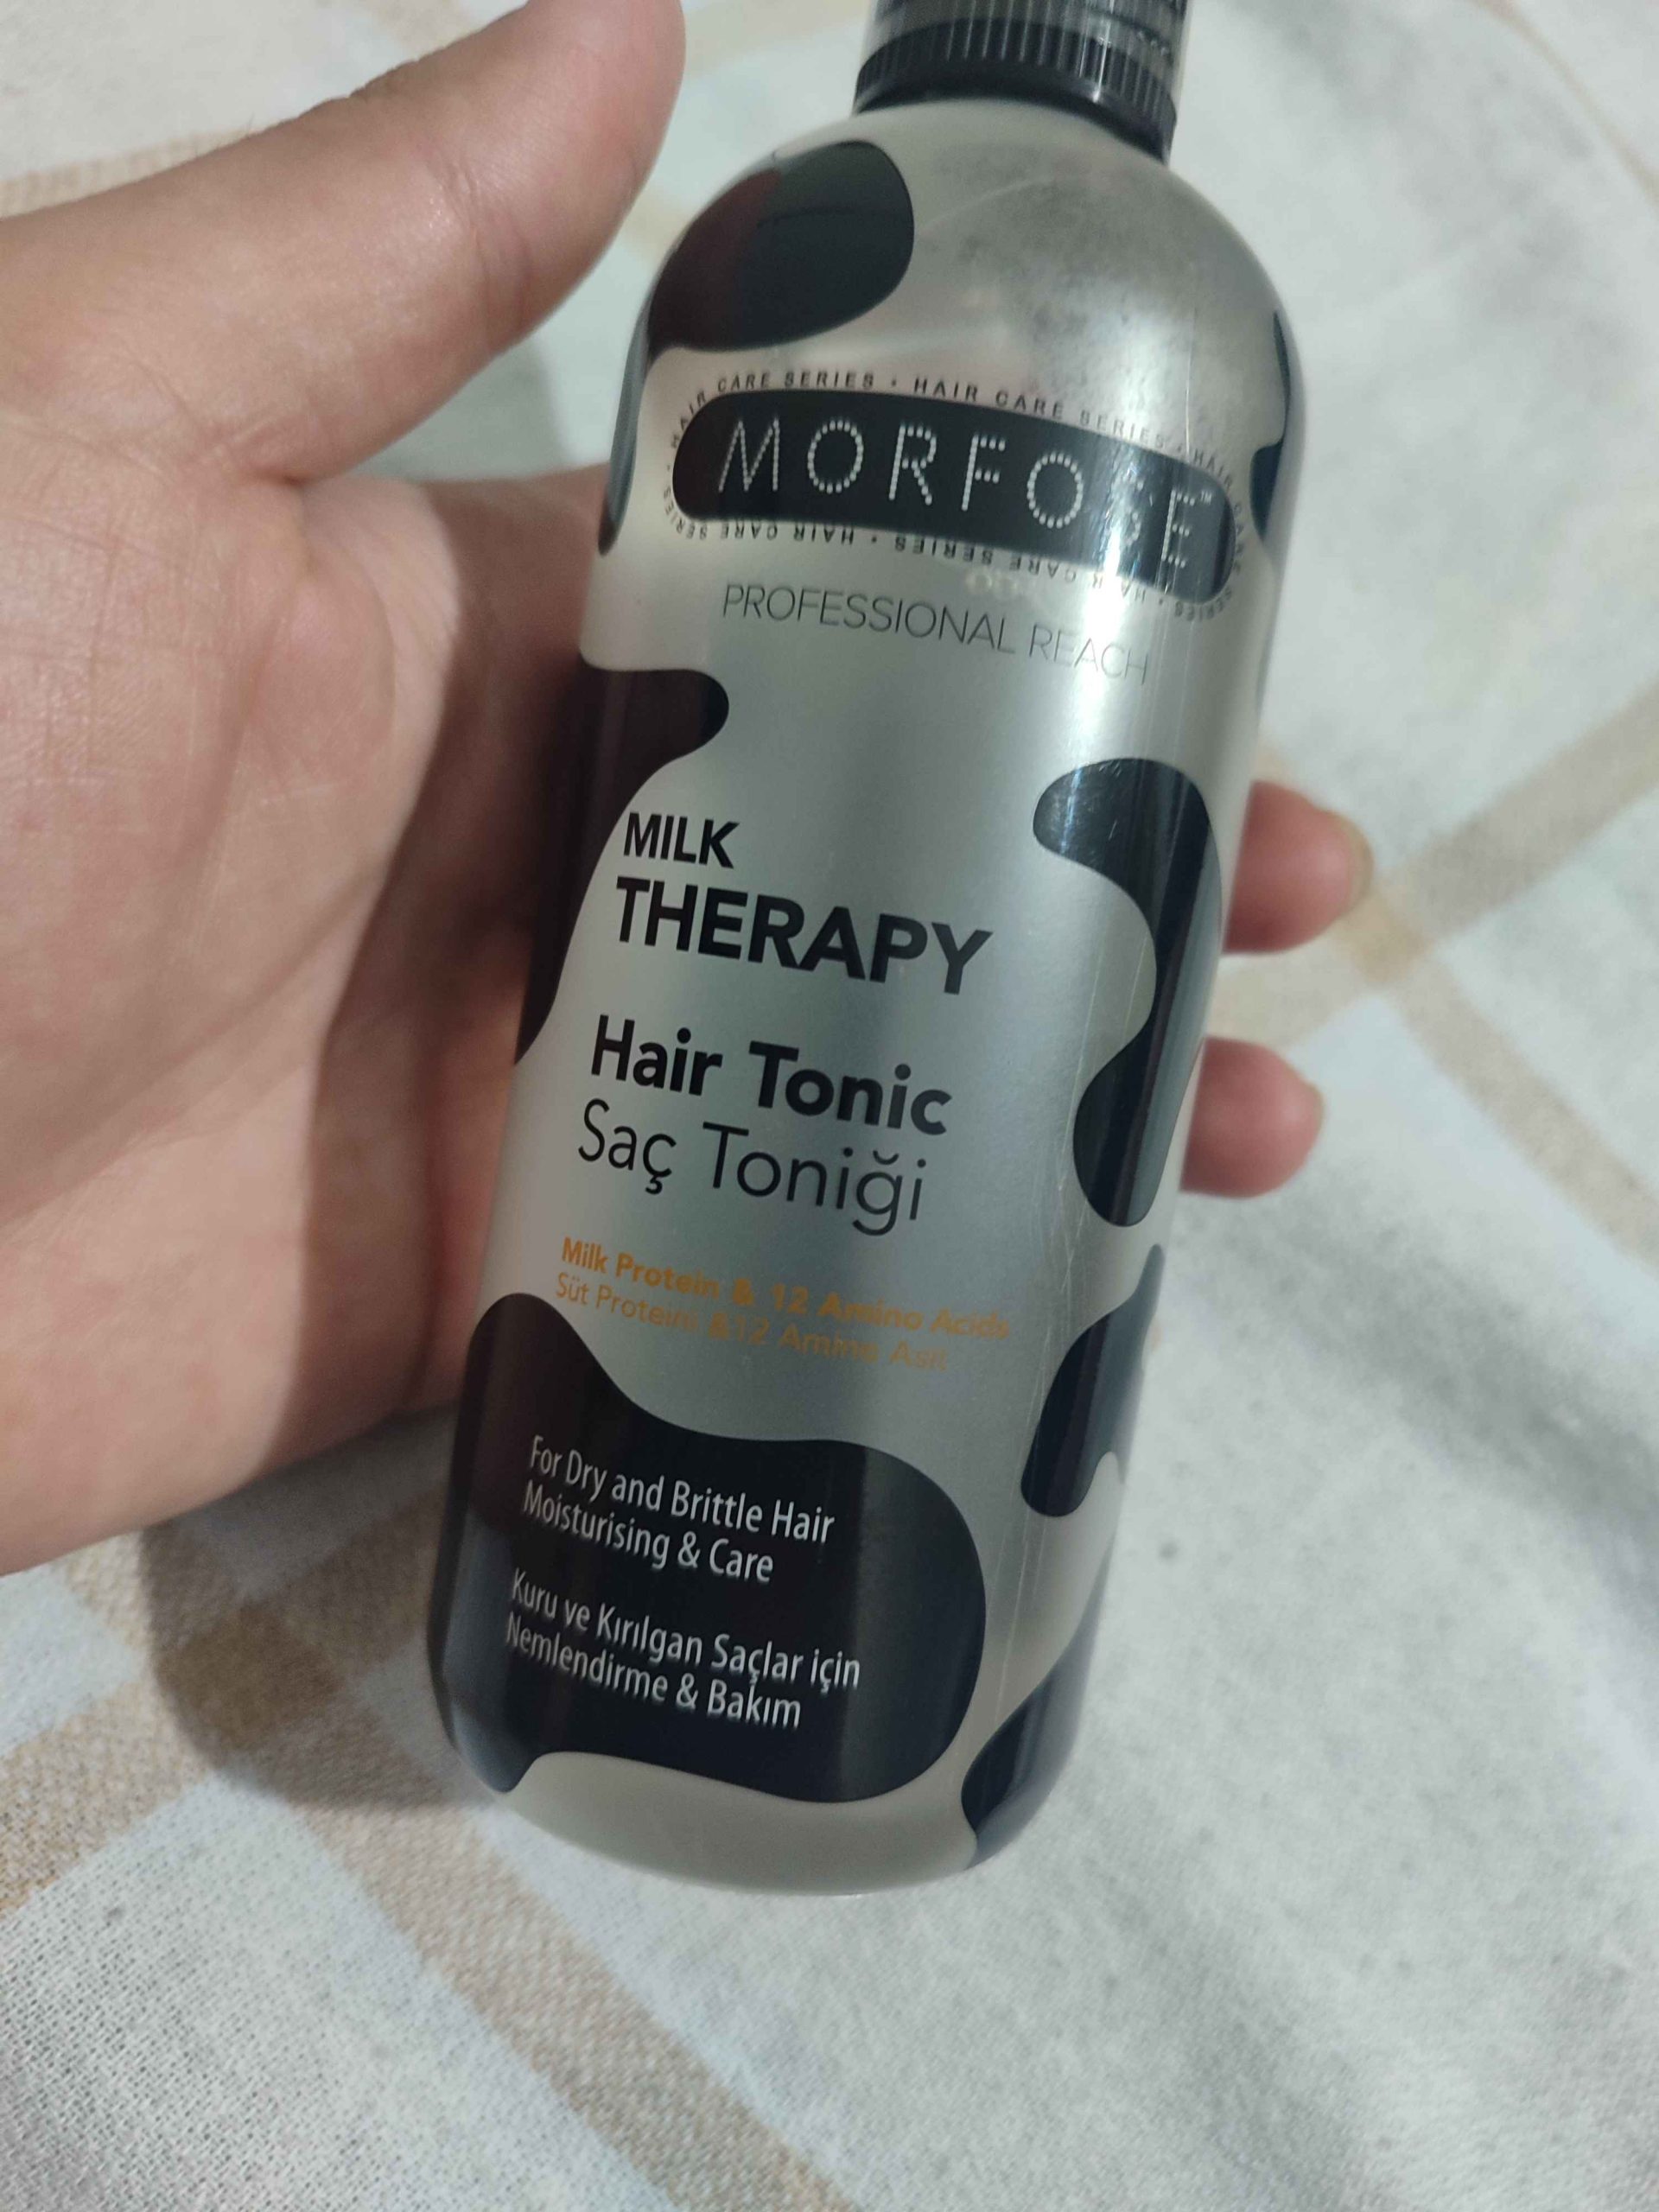 HAIR CARE SERIES • HAIR CARE SERIES • HAIR CARE SERIES • HAIR CARE SERIES • HAIR CARE SERIES •
MORFOSE™
PROFESSIONAL REACH
MILK
THERAPY
Hair Tonic
Saç Toniği
Milk Protein & 12 Amino Acids
Süt Proteini &12 Amino Asit
For Dry and Brittle Hair
Moisturising & Care
Kuru ve Kırılgan Saçlar için
Nemlendirme & Bakım